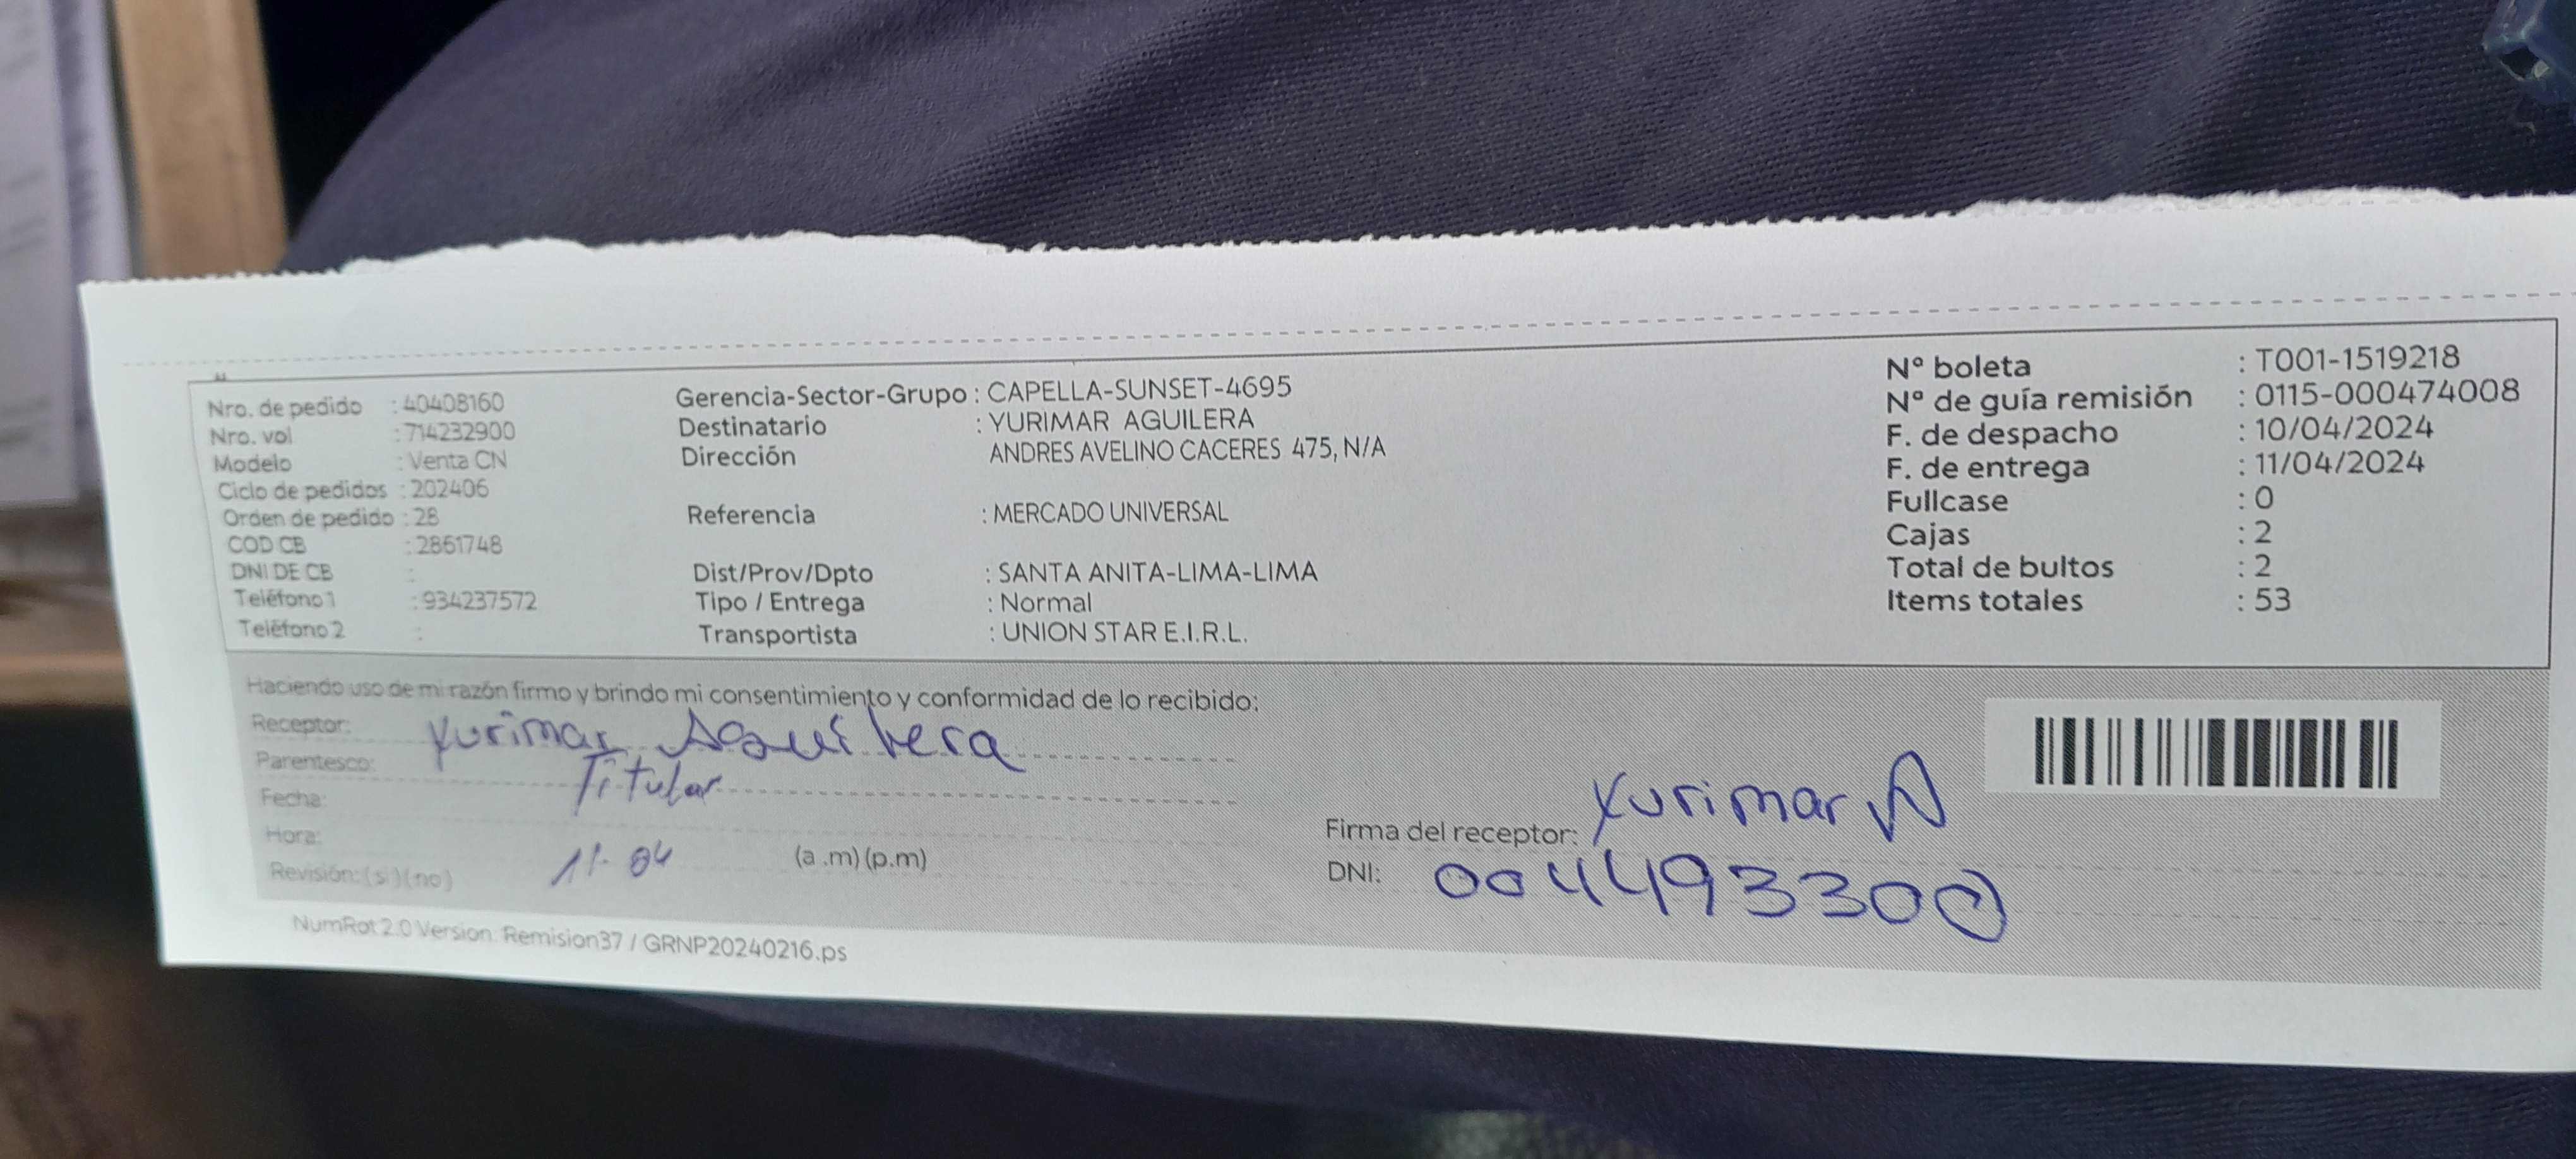 Nro. de pedido : 40408160
Nro. vol : 714232900
Modelo : Venta CN
Ciclo de pedidos : 202406
Orden de pedido : 28
COD CB : 2861748
DNI DE CB :
Teléfono 1 : 934237572
Teléfono 2 :
Gerencia-Sector-Grupo : CAPELLA-SUNSET-4695
Destinatario : YURIMAR AGUILERA
Dirección ANDRES AVELINO CACERES 475, N/A
Referencia : MERCADO UNIVERSAL
Dist/Prov/Dpto : SANTA ANITA-LIMA-LIMA
Tipo / Entrega : Normal
Transportista : UNION STAR E.I.R.L.
Nº boleta : T001-1519218
Nº de guía remisión : 0115-000474008
F. de despacho : 10/04/2024
F. de entrega : 11/04/2024
Fullcase : 0
Cajas : 2
Total de bultos : 2
Items totales : 53
Haciendo uso de mi razón firmo y brindo mi consentimiento y conformidad de lo recibido:
Receptor: Yurimar Aguilera
Parentesco: Titular
Fecha:
Hora: 11-04 (a .m) (p.m)
Revisión: ( si ) ( no )
Firma del receptor: Yurimar A
DNI: 004493300
NumRot 2.0 Version: Remision37 / GRNP20240216.ps